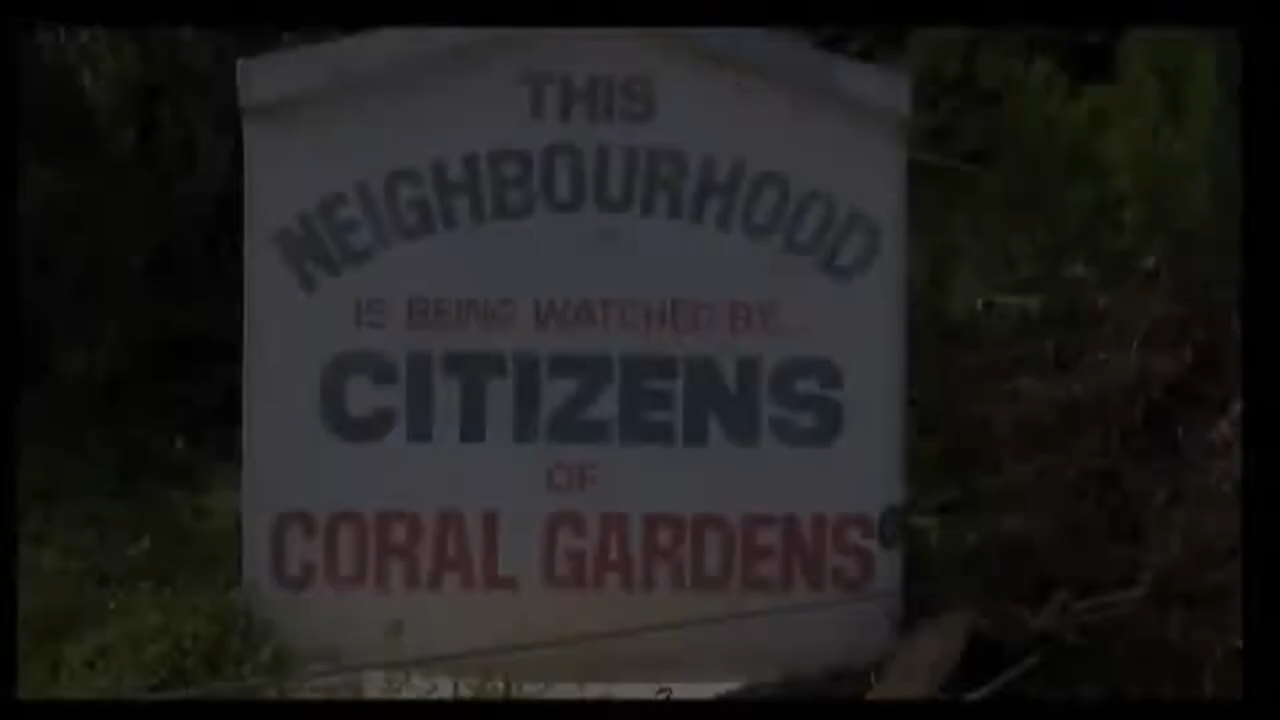 THIS
NEIGHBOURHOOD
IS BEING WATCHED BY...
CITIZENS
OF
CORAL GARDENS